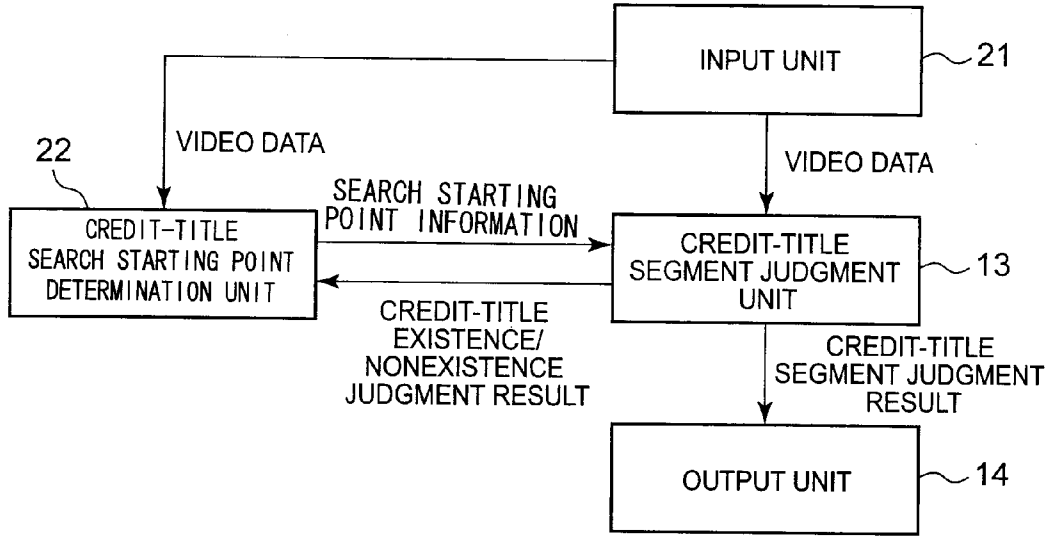 INPUT UNIT
21
VIDEO DATA
VIDEO DATA
22
SEARCH STARTING
POINT INFORMATION
CREDIT-TITLE
SEARCH STARTING POINT
DETERMINATION UNIT
CREDIT-TITLE
SEGMENT JUDGMENT
UNIT
13
CREDIT-TITLE
EXISTENCE/
NONEXISTENCE
JUDGMENT RESULT
CREDIT-TITLE
SEGMENT JUDGMENT
RESULT
OUTPUT UNIT
14